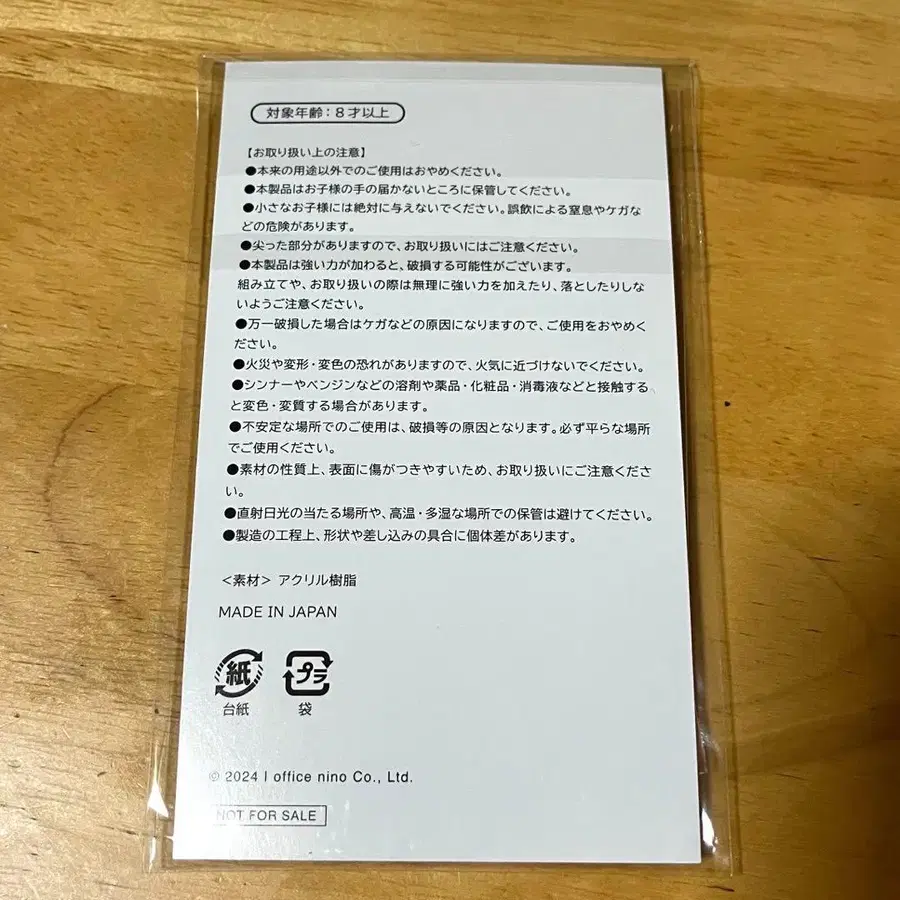 対象年齢：8才以上
【お取り扱い上の注意】
●本来の用途以外でのご使用はおやめください。
●本製品はお子様の手の届かないところに保管してください。
●小さなお子様には絶対に与えないでください。誤飲による窒息やケガな
どの危険があります。
●尖った部分がありますので、お取り扱いにはご注意ください。
●本製品は強い力が加わると、破損する可能性がございます。
組み立てや、お取り扱いの際は無理に強い力を加えたり、落としたりしな
いようご注意ください。
●万一破損した場合はケガなどの原因になりますので、ご使用をおやめく
ださい。
●火災や変形・変色の恐れがありますので、火気に近づけないでください。
●シンナーやベンジンなどの溶剤や薬品・化粧品・消毒液などと接触する
と変色・変質する場合があります。
●不安定な場所でのご使用は、破損等の原因となります。必ず平らな場所
でご使用ください。
●素材の性質上、表面に傷がつきやすいため、お取り扱いにご注意くださ
い。
●直射日光の当たる場所や、高温・多湿な場所での保管は避けてください。
●製造の工程上、形状や差し込みの具合に個体差があります。
＜素材＞ アクリル樹脂
MADE IN JAPAN
紙 プラ
台紙 袋
© 2024 I office nino Co., Ltd.
NOT FOR SALE